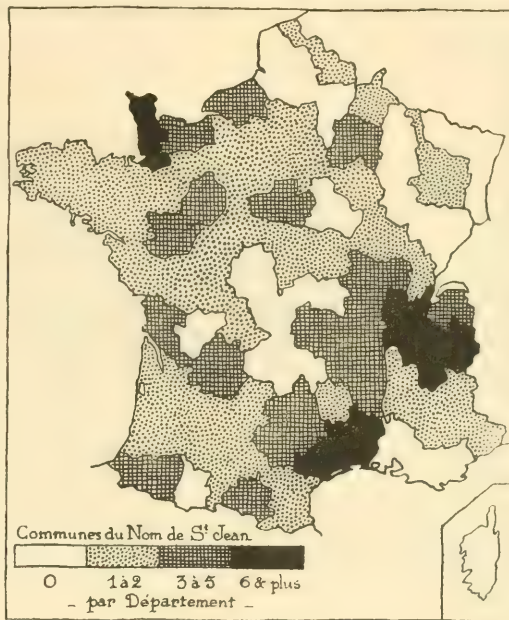 Communes du Nom de St Jean
0 1 à 2 3 à 5 6 & plus
_ par Département _